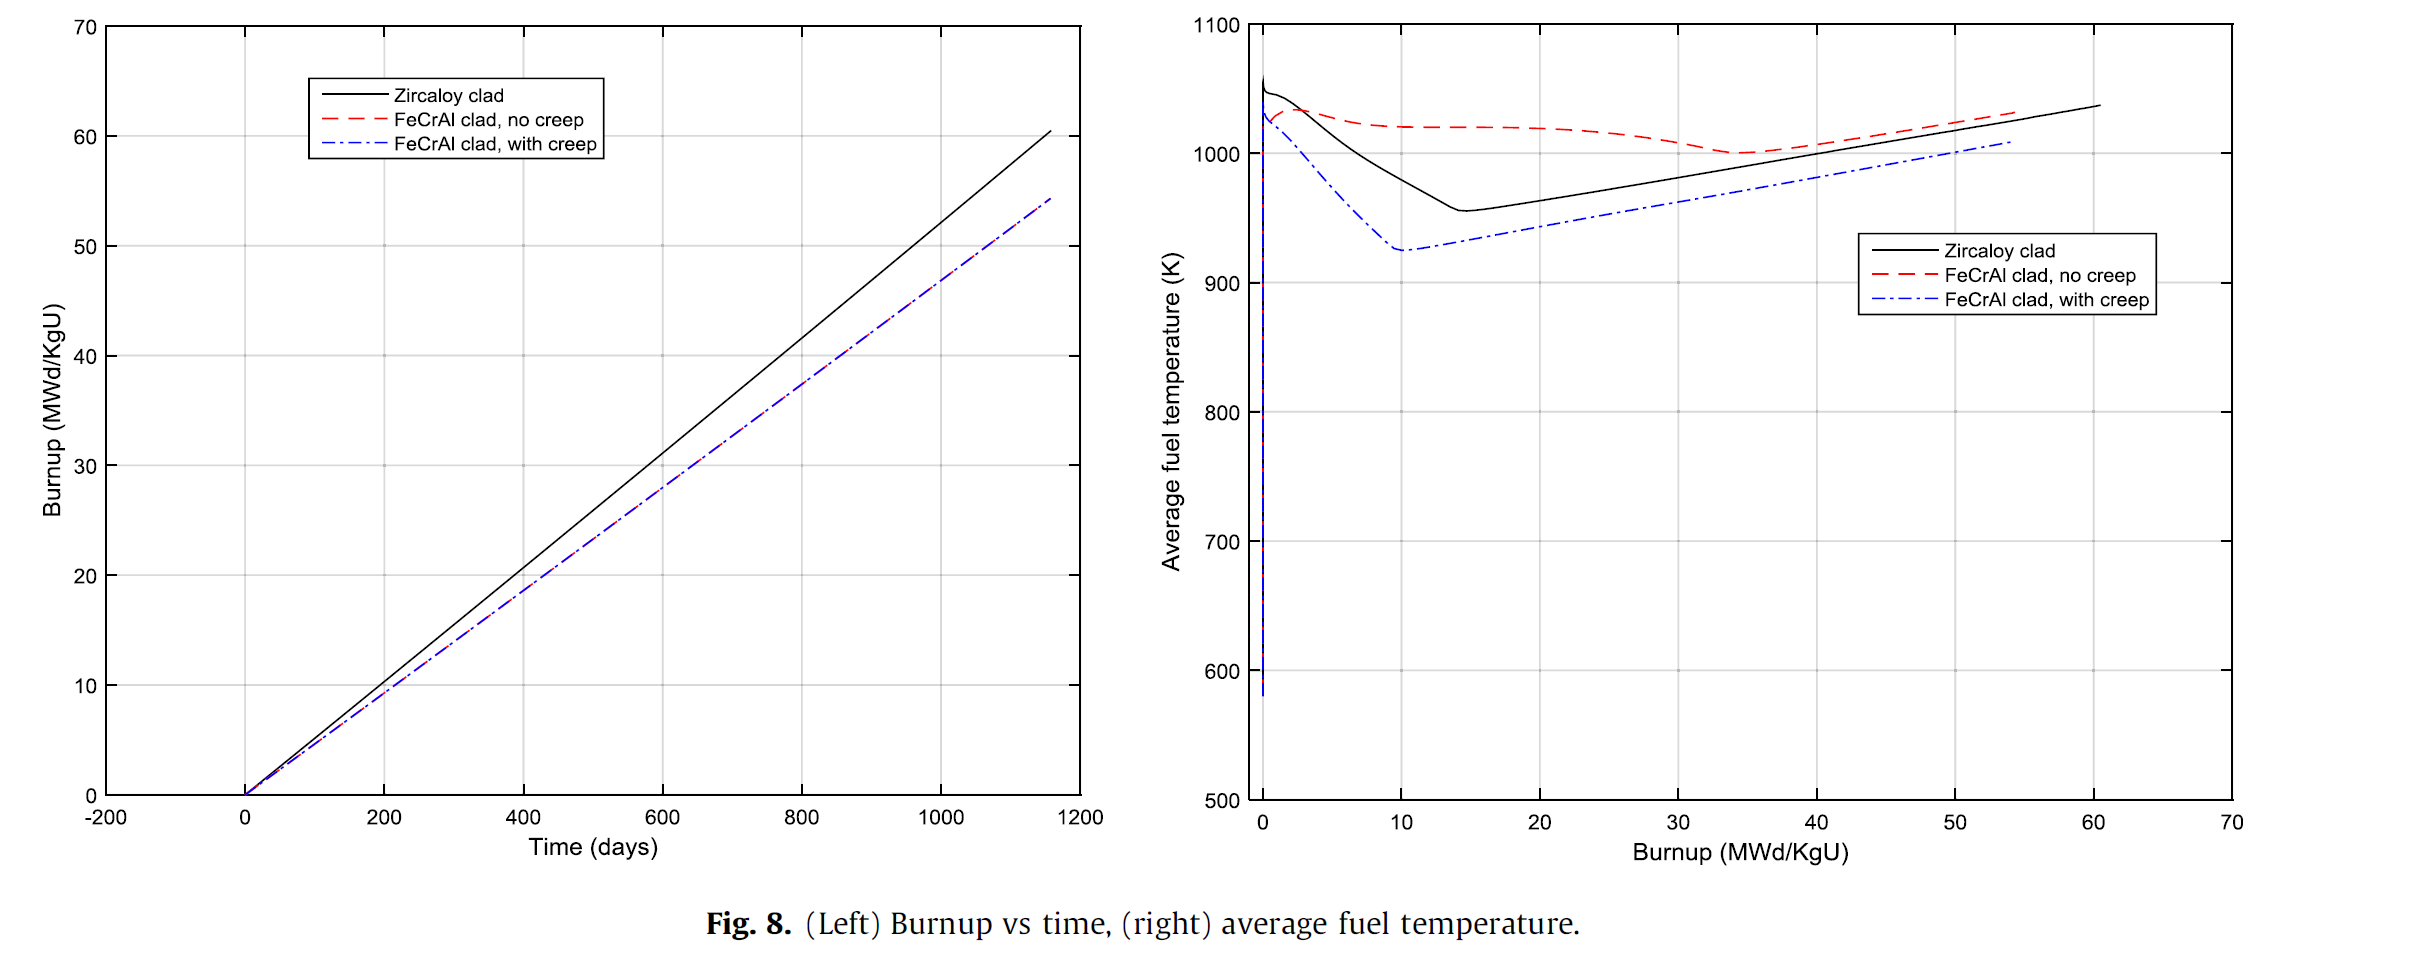 70
60
50
40
30
20
10
0
Burnup (MWd/KgU)
Zircaloy clad
FeCrAl clad, no creep
FeCrAl clad, with creep
-200 0 200 400 600 800 1000 1200
Time (days)
1100
1000
900
800
700
600
500
Average fuel temperature (K)
Zircaloy clad
FeCrAl clad, no creep
FeCrAl clad, with creep
0 10 20 30 40 50 60 70
Burnup (MWd/KgU)
Fig. 8. (Left) Burnup vs time, (right) average fuel temperature.